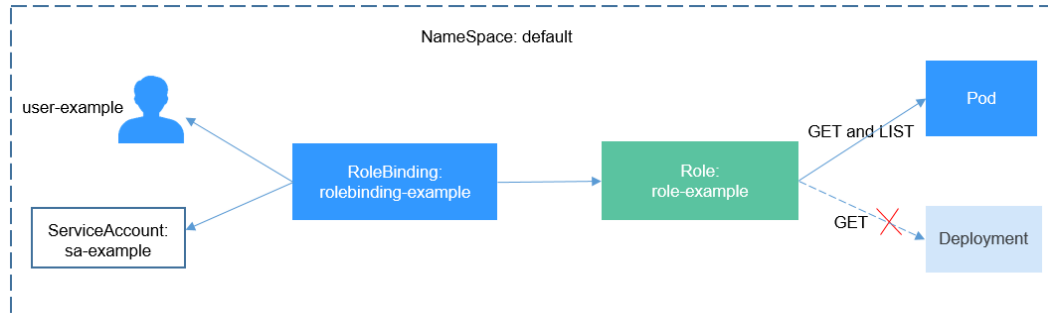 NameSpace: default
user-example
Pod
GET and LIST
RoleBinding:
rolebinding-example
Role:
role-example
ServiceAccount:
sa-example
GET
Deployment